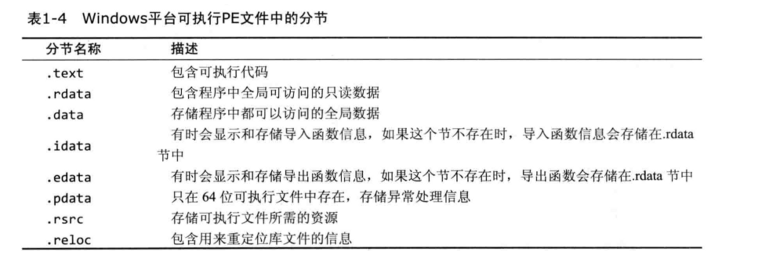 表1-4 Windows平台可执行PE文件中的分节
分节名称 描述
.text 包含可执行代码
.rdata 包含程序中全局可访问的只读数据
.data 存储程序中都可以访问的全局数据
.idata 有时会显示和存储导入函数信息，如果这个节不存在时，导入函数信息会存储在.rdata
节中
.edata 有时会显示和存储导出函数信息，如果这个节不存在时，导出函数会存储在.rdata 节中
.pdata 只在 64 位可执行文件中存在，存储异常处理信息
.rsrc 存储可执行文件所需的资源
.reloc 包含用来重定位库文件的信息